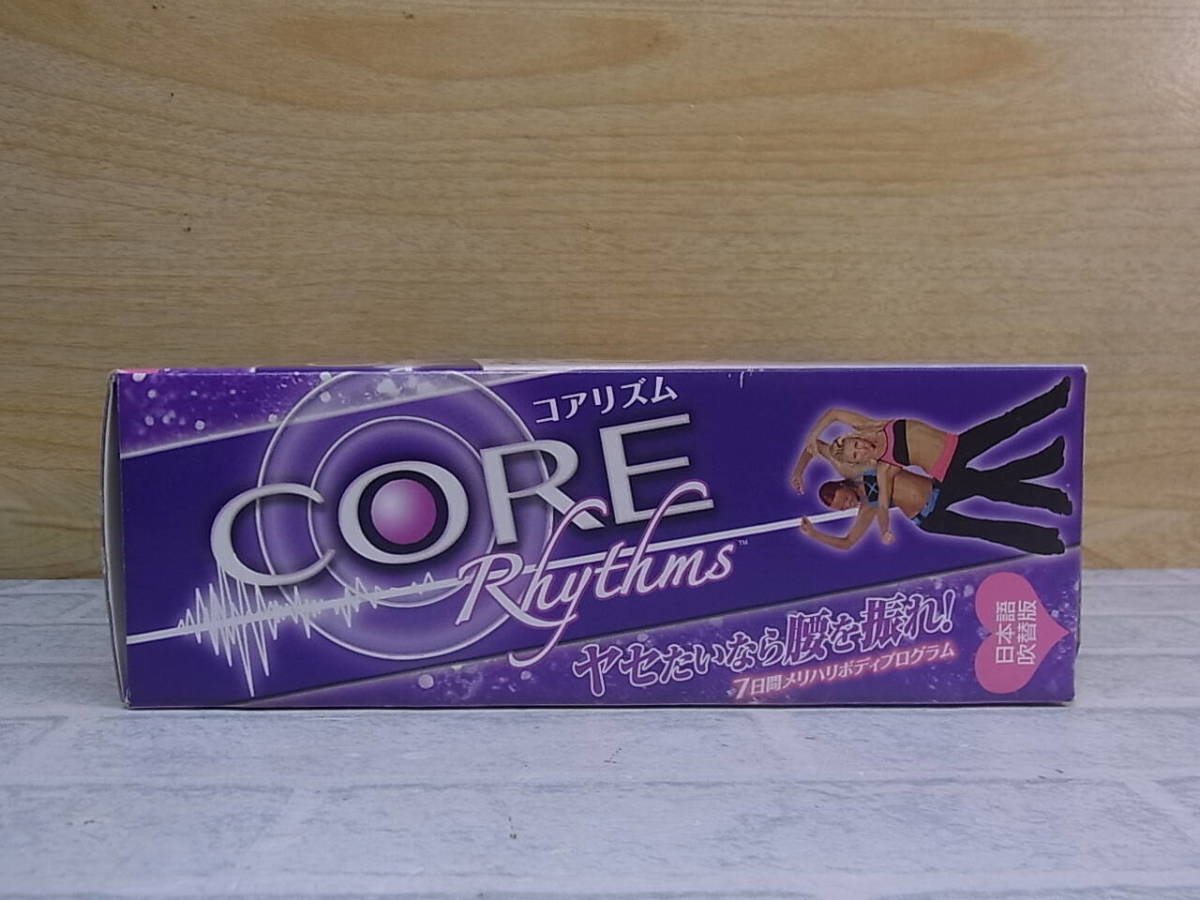 コアリズム
CORE
Rhythms™
ヤセたいなら腰を振れ!
7日間メリハリボディプログラム
日本語
吹替版